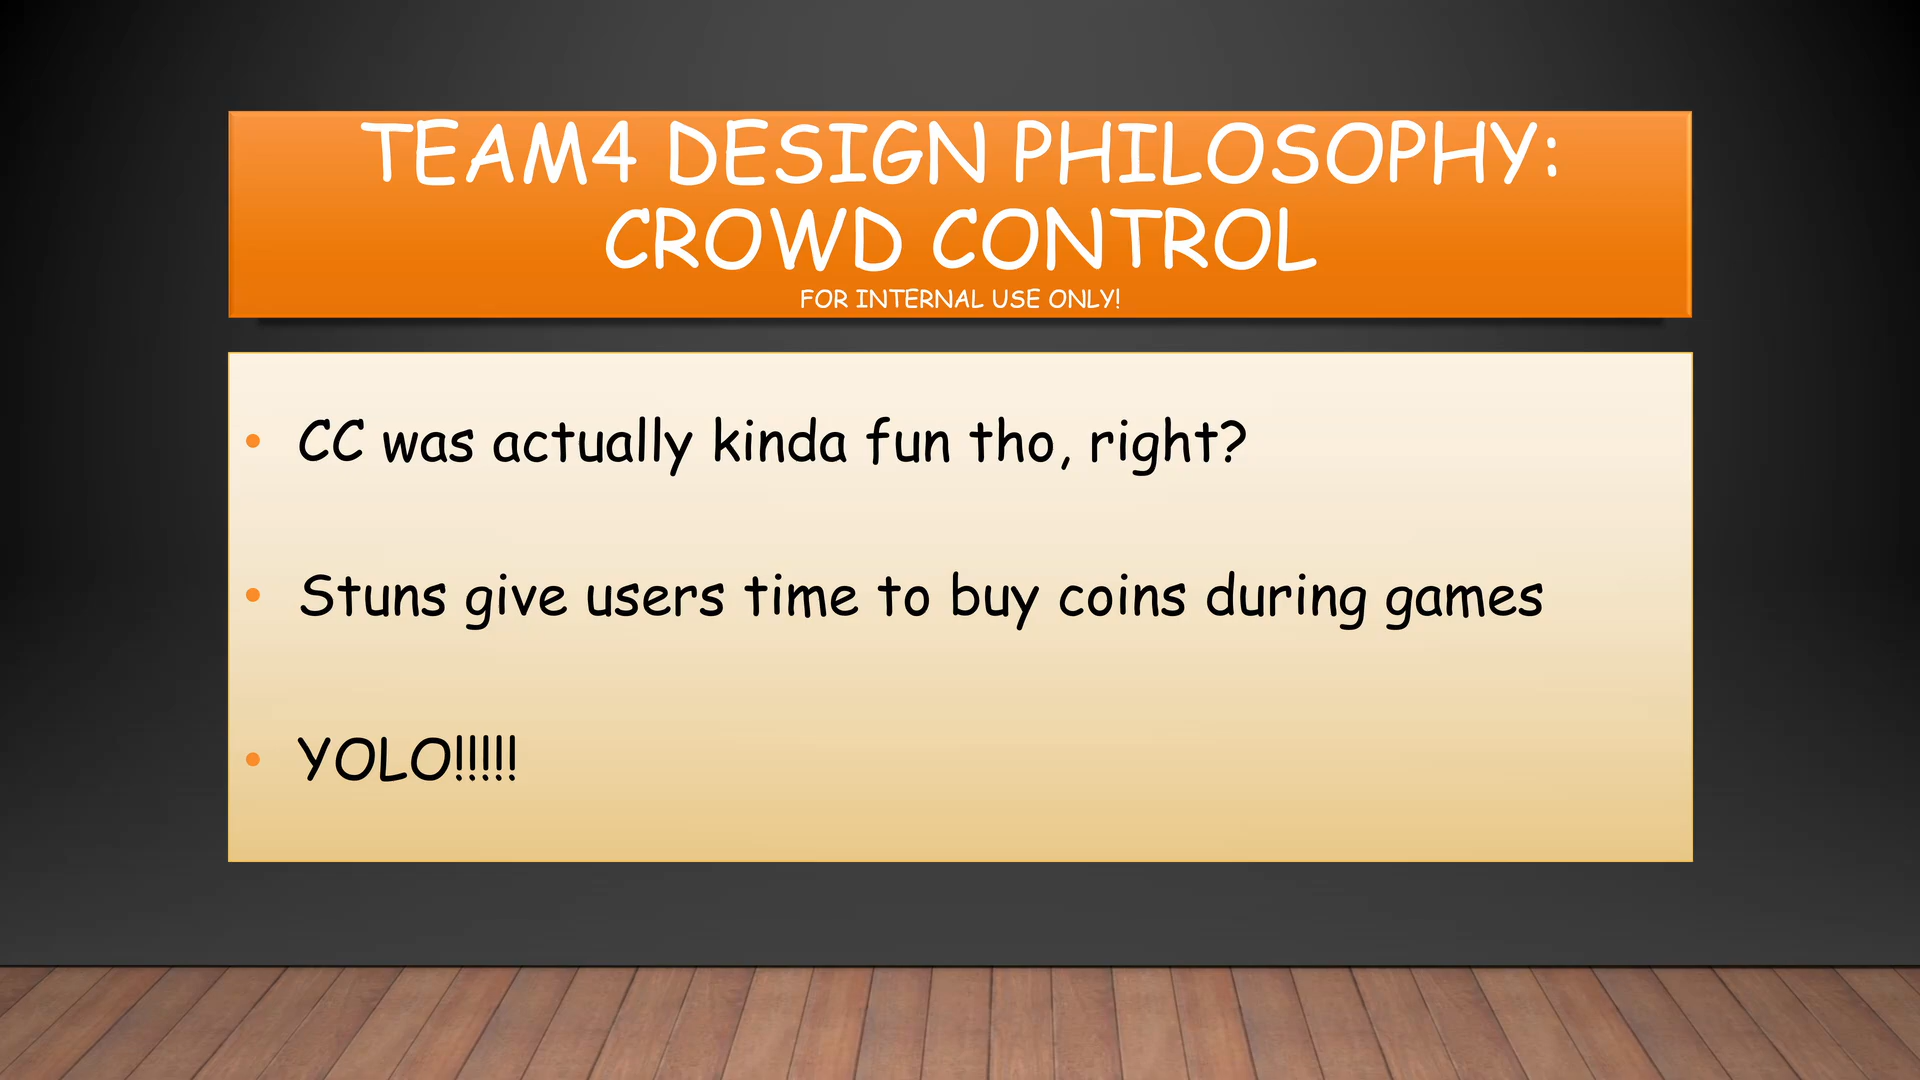 TEAM4 DESIGN PHILOSOPHY:
CROWD CONTROL
FOR INTERNAL USE ONLY!
• CC was actually kinda fun tho, right?
• Stuns give users time to buy coins during games
• YOLO!!!!!